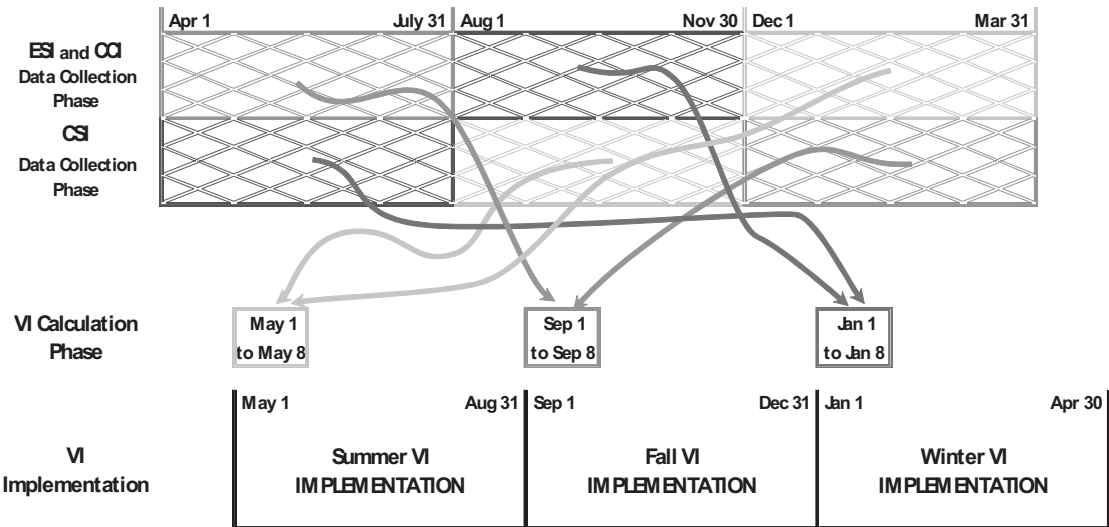 Apr 1 July 31 Aug 1 Nov 30 Dec 1 Mar 31
ESI and CCI
Data Collection
Phase
CSI
Data Collection
Phase
VI Calculation
Phase
May 1
to May 8
Sep 1
to Sep 8
Jan 1
to Jan 8
May 1 Aug 31 Sep 1 Dec 31 Jan 1 Apr 30
VI
Implementation
Summer VI
IMPLEMENTATION
Fall VI
IMPLEMENTATION
Winter VI
IMPLEMENTATION